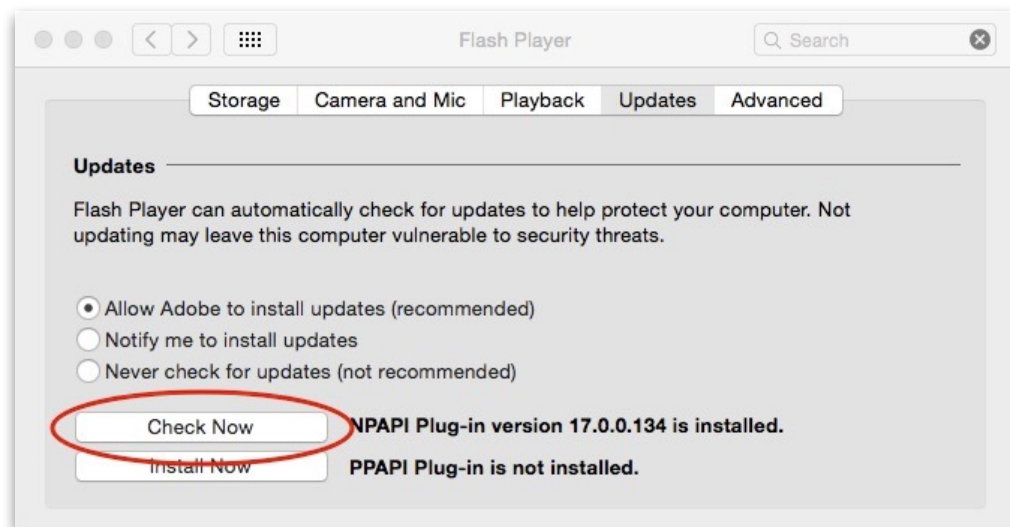 Flash Player
Search
Storage Camera and Mic Playback Updates Advanced
Updates
Flash Player can automatically check for updates to help protect your computer. Not
updating may leave this computer vulnerable to security threats.
Allow Adobe to install updates (recommended)
Notify me to install updates
Never check for updates (not recommended)
Check Now NPAPI Plug-in version 17.0.0.134 is installed.
Install Now PPAPI Plug-in is not installed.